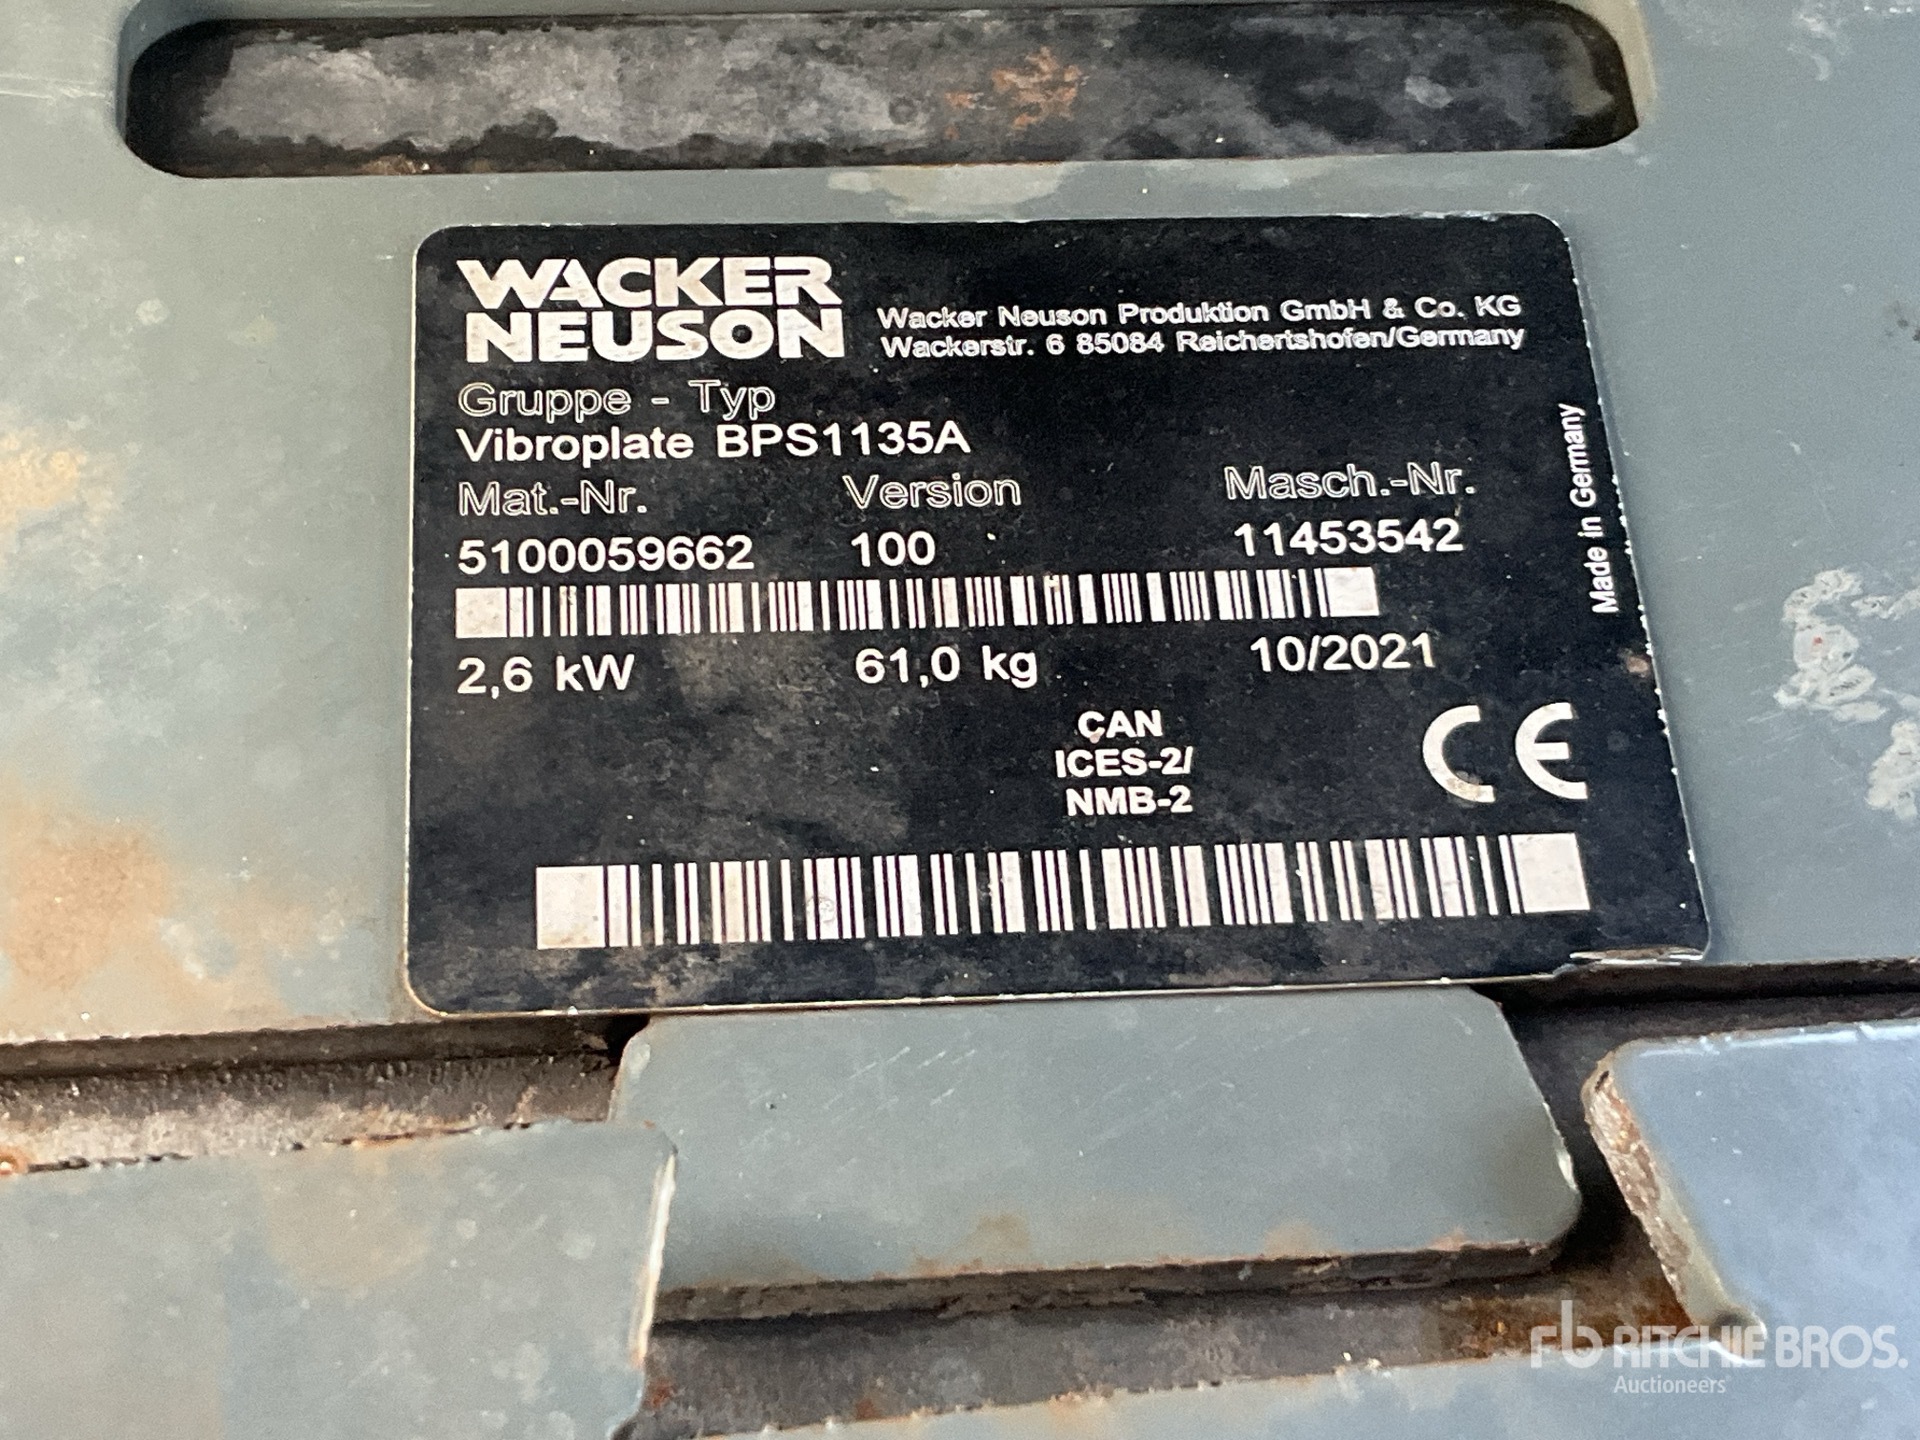 WACKER
NEUSON
Wacker Neuson Produktion GmbH & Co. KG
Wackerstr. 6 85084 Reichertshofen/Germany
Gruppe - Typ
Vibroplate BPS1135A
Mat.-Nr. Version Masch.-Nr.
5100059662 100 11453542
2,6 kW 61,0 kg 10/2021
Made in Germany
CAN
ICES-2/
NMB-2
CE
rb RITCHIE BROS.
Auctioneers